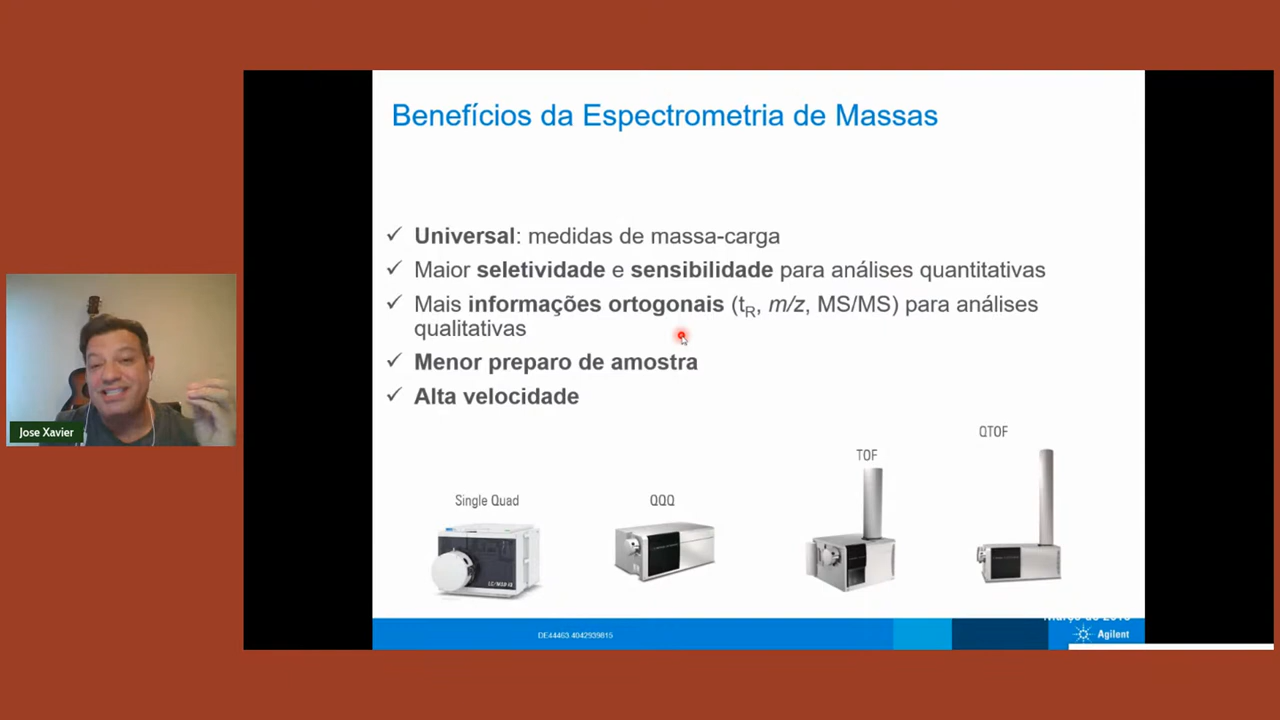 Benefícios da Espectrometria de Massas
✓ Universal: medidas de massa-carga
✓ Maior seletividade e sensibilidade para análises quantitativas
✓ Mais informações ortogonais (tR, m/z, MS/MS) para análises
qualitativas
✓ Menor preparo de amostra
✓ Alta velocidade
Jose Xavier
QTOF
TOF
Single Quad
QQQ
DE44463.4042939815
Agilent